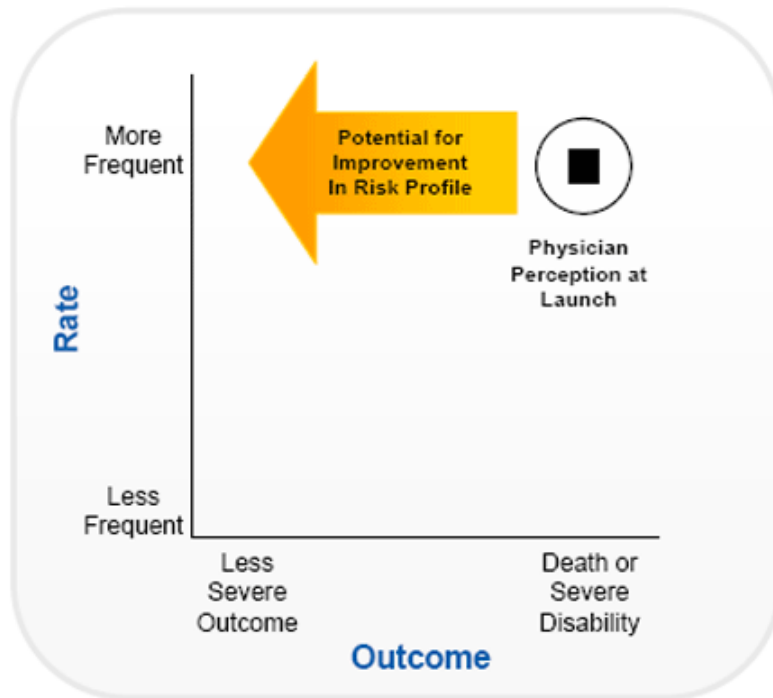 More
Frequent
Potential for
Improvement
In Risk Profile
Physician
Perception at
Launch
Rate
Less
Frequent
Less
Severe
Outcome
Death or
Severe
Disability
Outcome